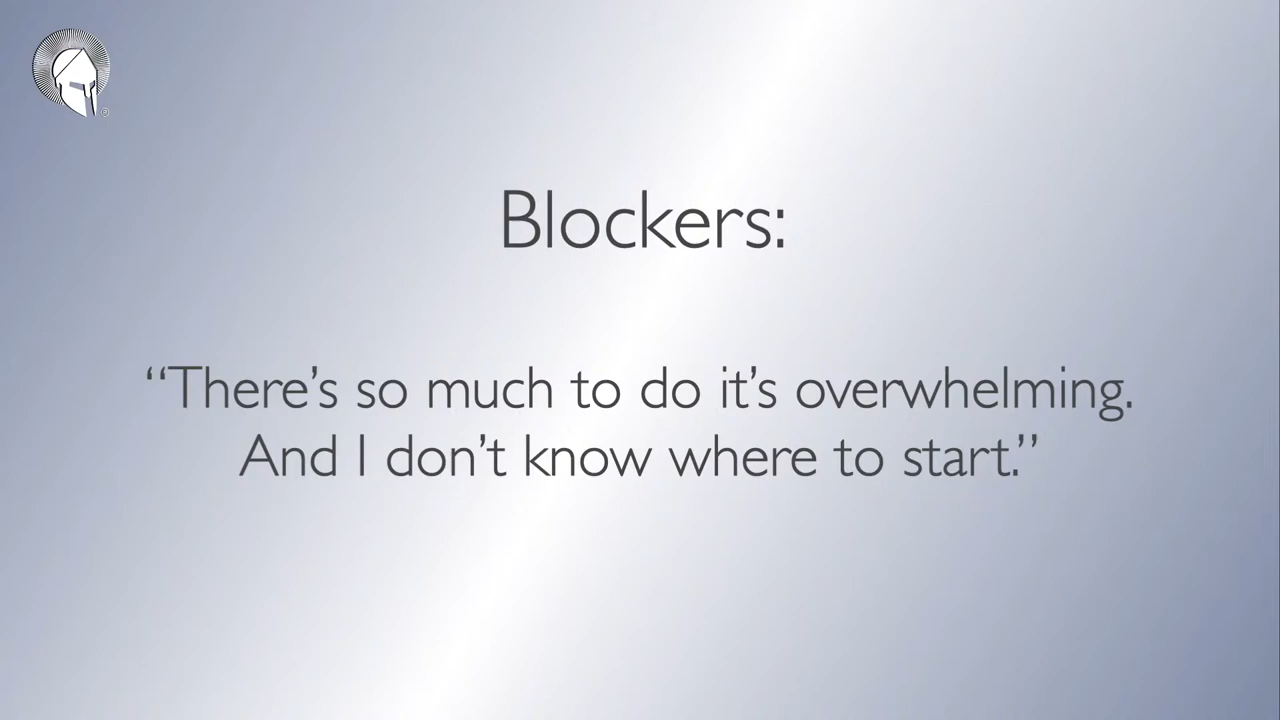 Blockers:
“There’s so much to do it’s overwhelming.
And I don’t know where to start.”